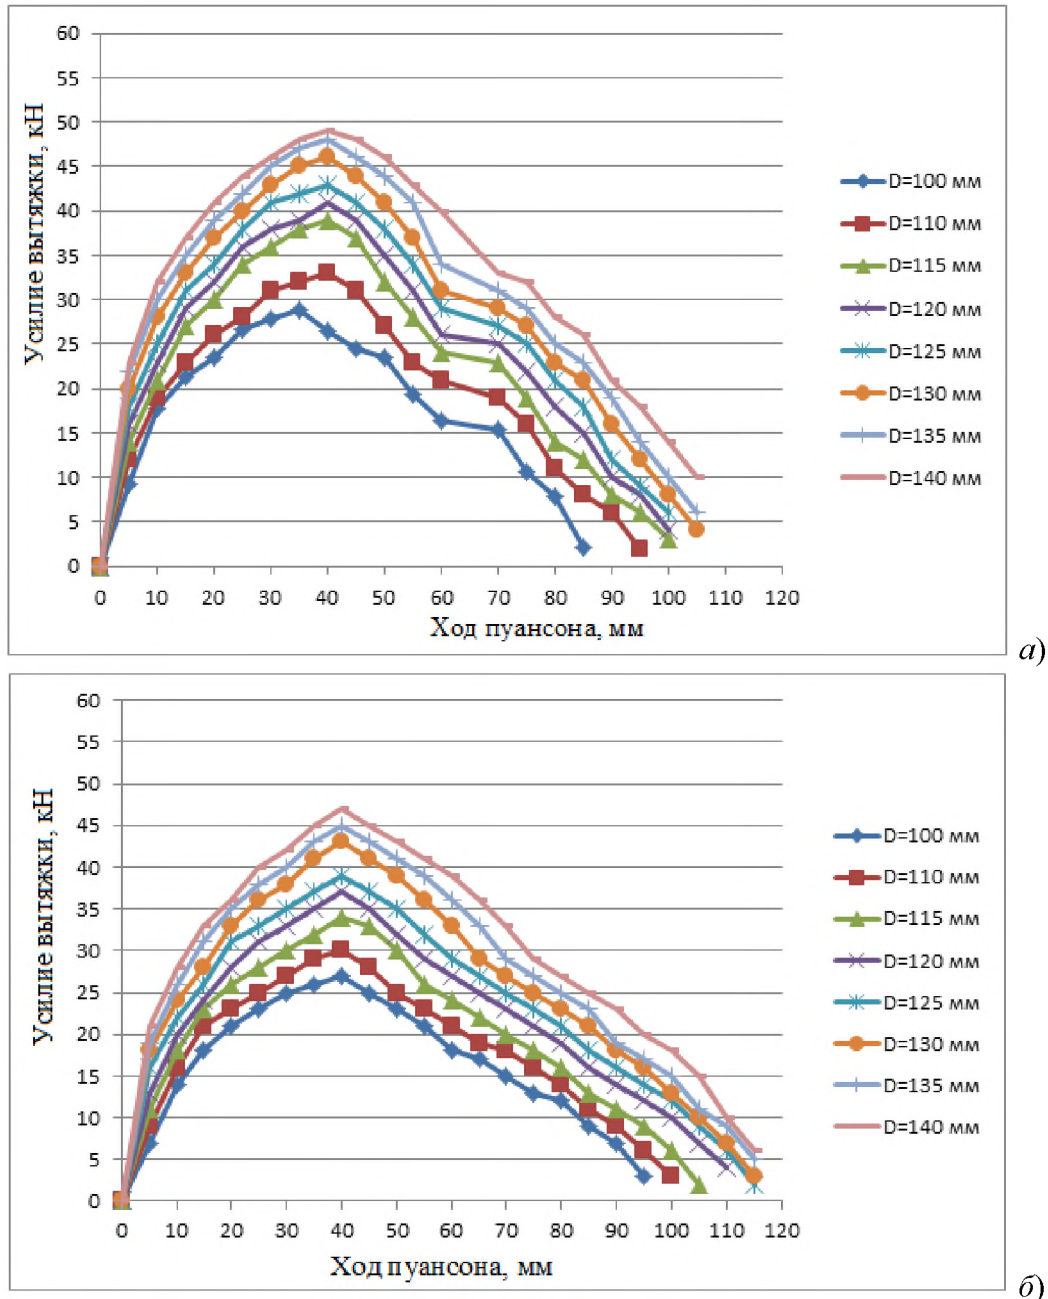 60
55
50
45
40
35
30
25
20
15
10
5
0
Усилие вытяжки, кН
0 10 20 30 40 50 60 70 80 90 100 110 120
Ход пуансона, мм
D=100 мм
D=110 мм
D=115 мм
D=120 мм
D=125 мм
D=130 мм
D=135 мм
D=140 мм
а)
60
55
50
45
40
35
30
25
20
15
10
5
0
Усилие вытяжки, кН
0 10 20 30 40 50 60 70 80 90 100 110 120
Ход пуансона, мм
D=100 мм
D=110 мм
D=115 мм
D=120 мм
D=125 мм
D=130 мм
D=135 мм
D=140 мм
б)